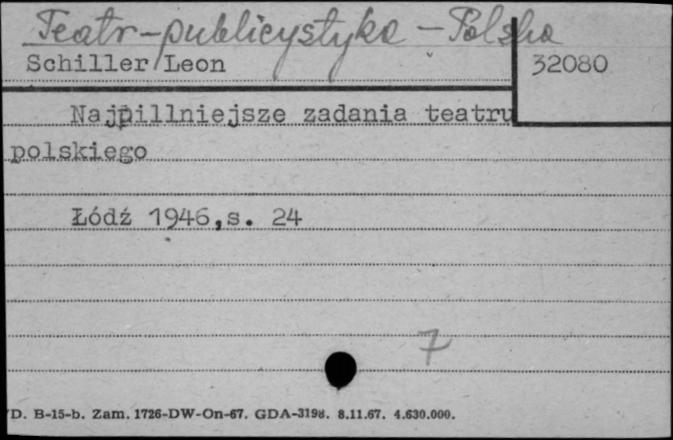 Teatr-publicystyka - Polska
Schiller Leon
32080
Najpillniejsze zadania teatru
polskiego
Łódź 1946,s. 24
7
D. B-15-b. Zam. 1726-DW-On-67. GDA-3198. 8.11.67. 4.630.000.